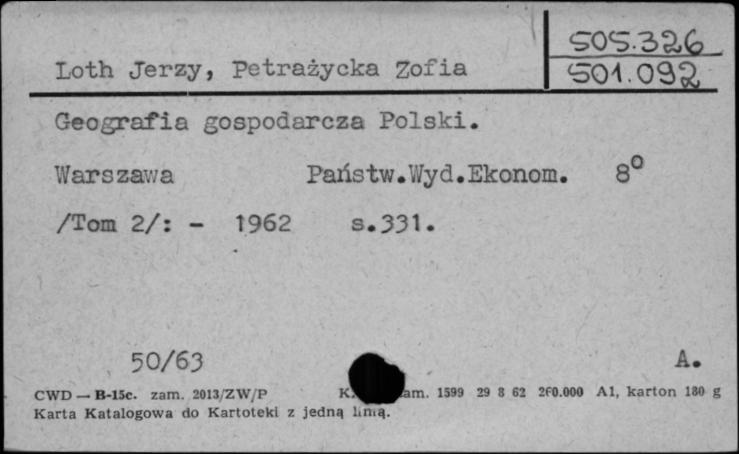 505.326
501.092
Loth Jerzy, Petrażycka Zofia
Geografia gospodarcza Polski.
Warszawa Państw.Wyd.Ekonom. 8°
/Tom 2/: - 1962 s.331.
50/63 A.
CWD — B-15c. zam. 2013/ZW/P 1599 29 8 62 260.000 A1, karton 180 g
Karta Katalogowa do Kartoteki z jedną linią.